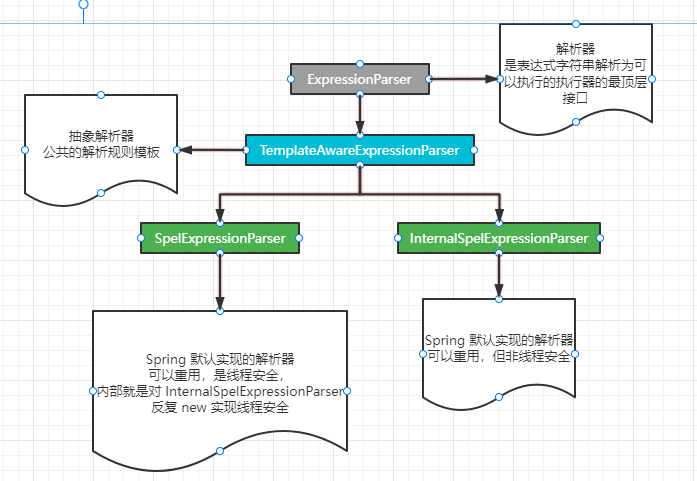 解析器
是表达式字符串解析为可
以执行的执行器的最顶层
接口
ExpressionParser
抽象解析器
公共的解析规则模板
TemplateAwareExpressionParser
SpelExpressionParser
InternalSpelExpressionParser
Spring 默认实现的解析器
可以重用，是线程安全，
内部就是对 InternalSpelExpressionParser
反复 new 实现线程安全
Spring 默认实现的解析器
可以重用，但非线程安全